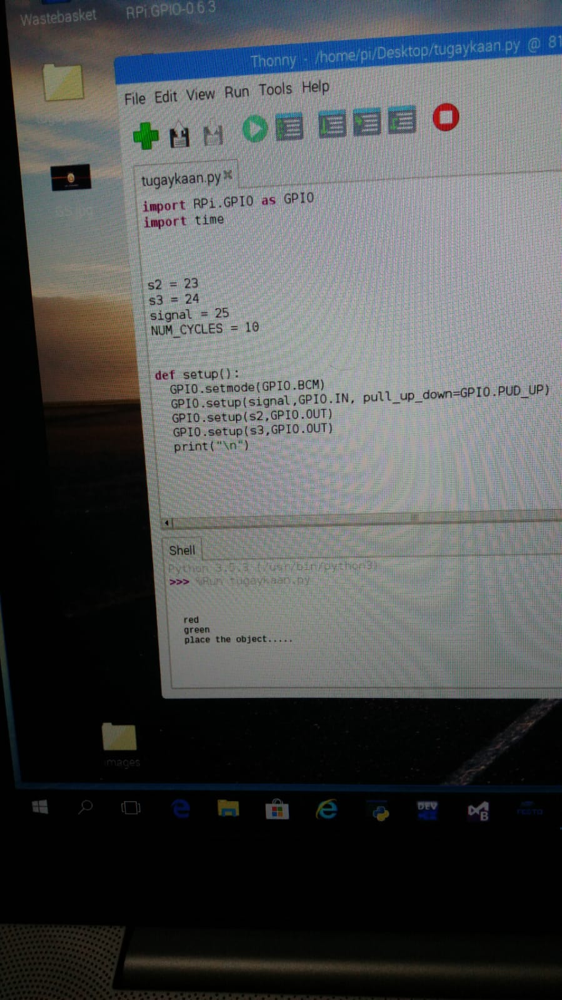 Wastebasket
RPi.GPIO-0.6.3
Thonny - /home/pi/Desktop/tugaykaan.py @ 81
File Edit View Run Tools Help
tugaykaan.py
import RPi.GPIO as GPIO
import time
s2 = 23
s3 = 24
signal = 25
NUM_CYCLES = 10
def setup():
GPIO.setmode(GPIO.BCM)
GPIO.setup(signal,GPIO.IN, pull_up_down=GPIO.PUD_UP)
GPIO.setup(s2,GPIO.OUT)
GPIO.setup(s3,GPIO.OUT)
print("\n")
Shell
Python 3.5.3 (/usr/bin/python3)
>>> %Run tugaykaan.py
red
green
place the object.....
images
DEV
B
FESTO